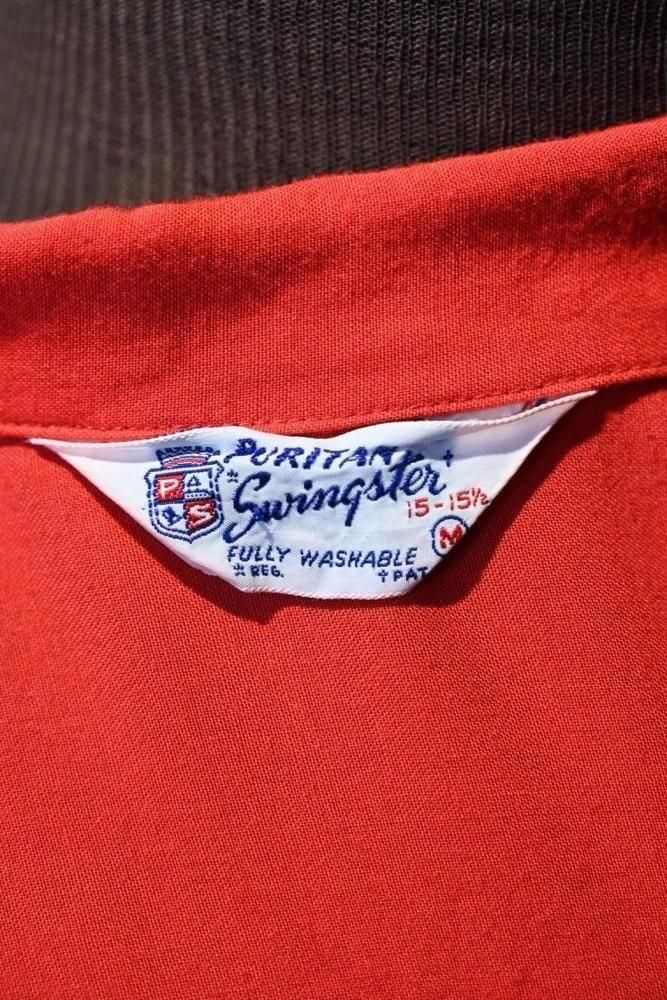 PURITAN †
P
S
* Swingster
15-15½
M
FULLY WASHABLE
* REG. † PAT.